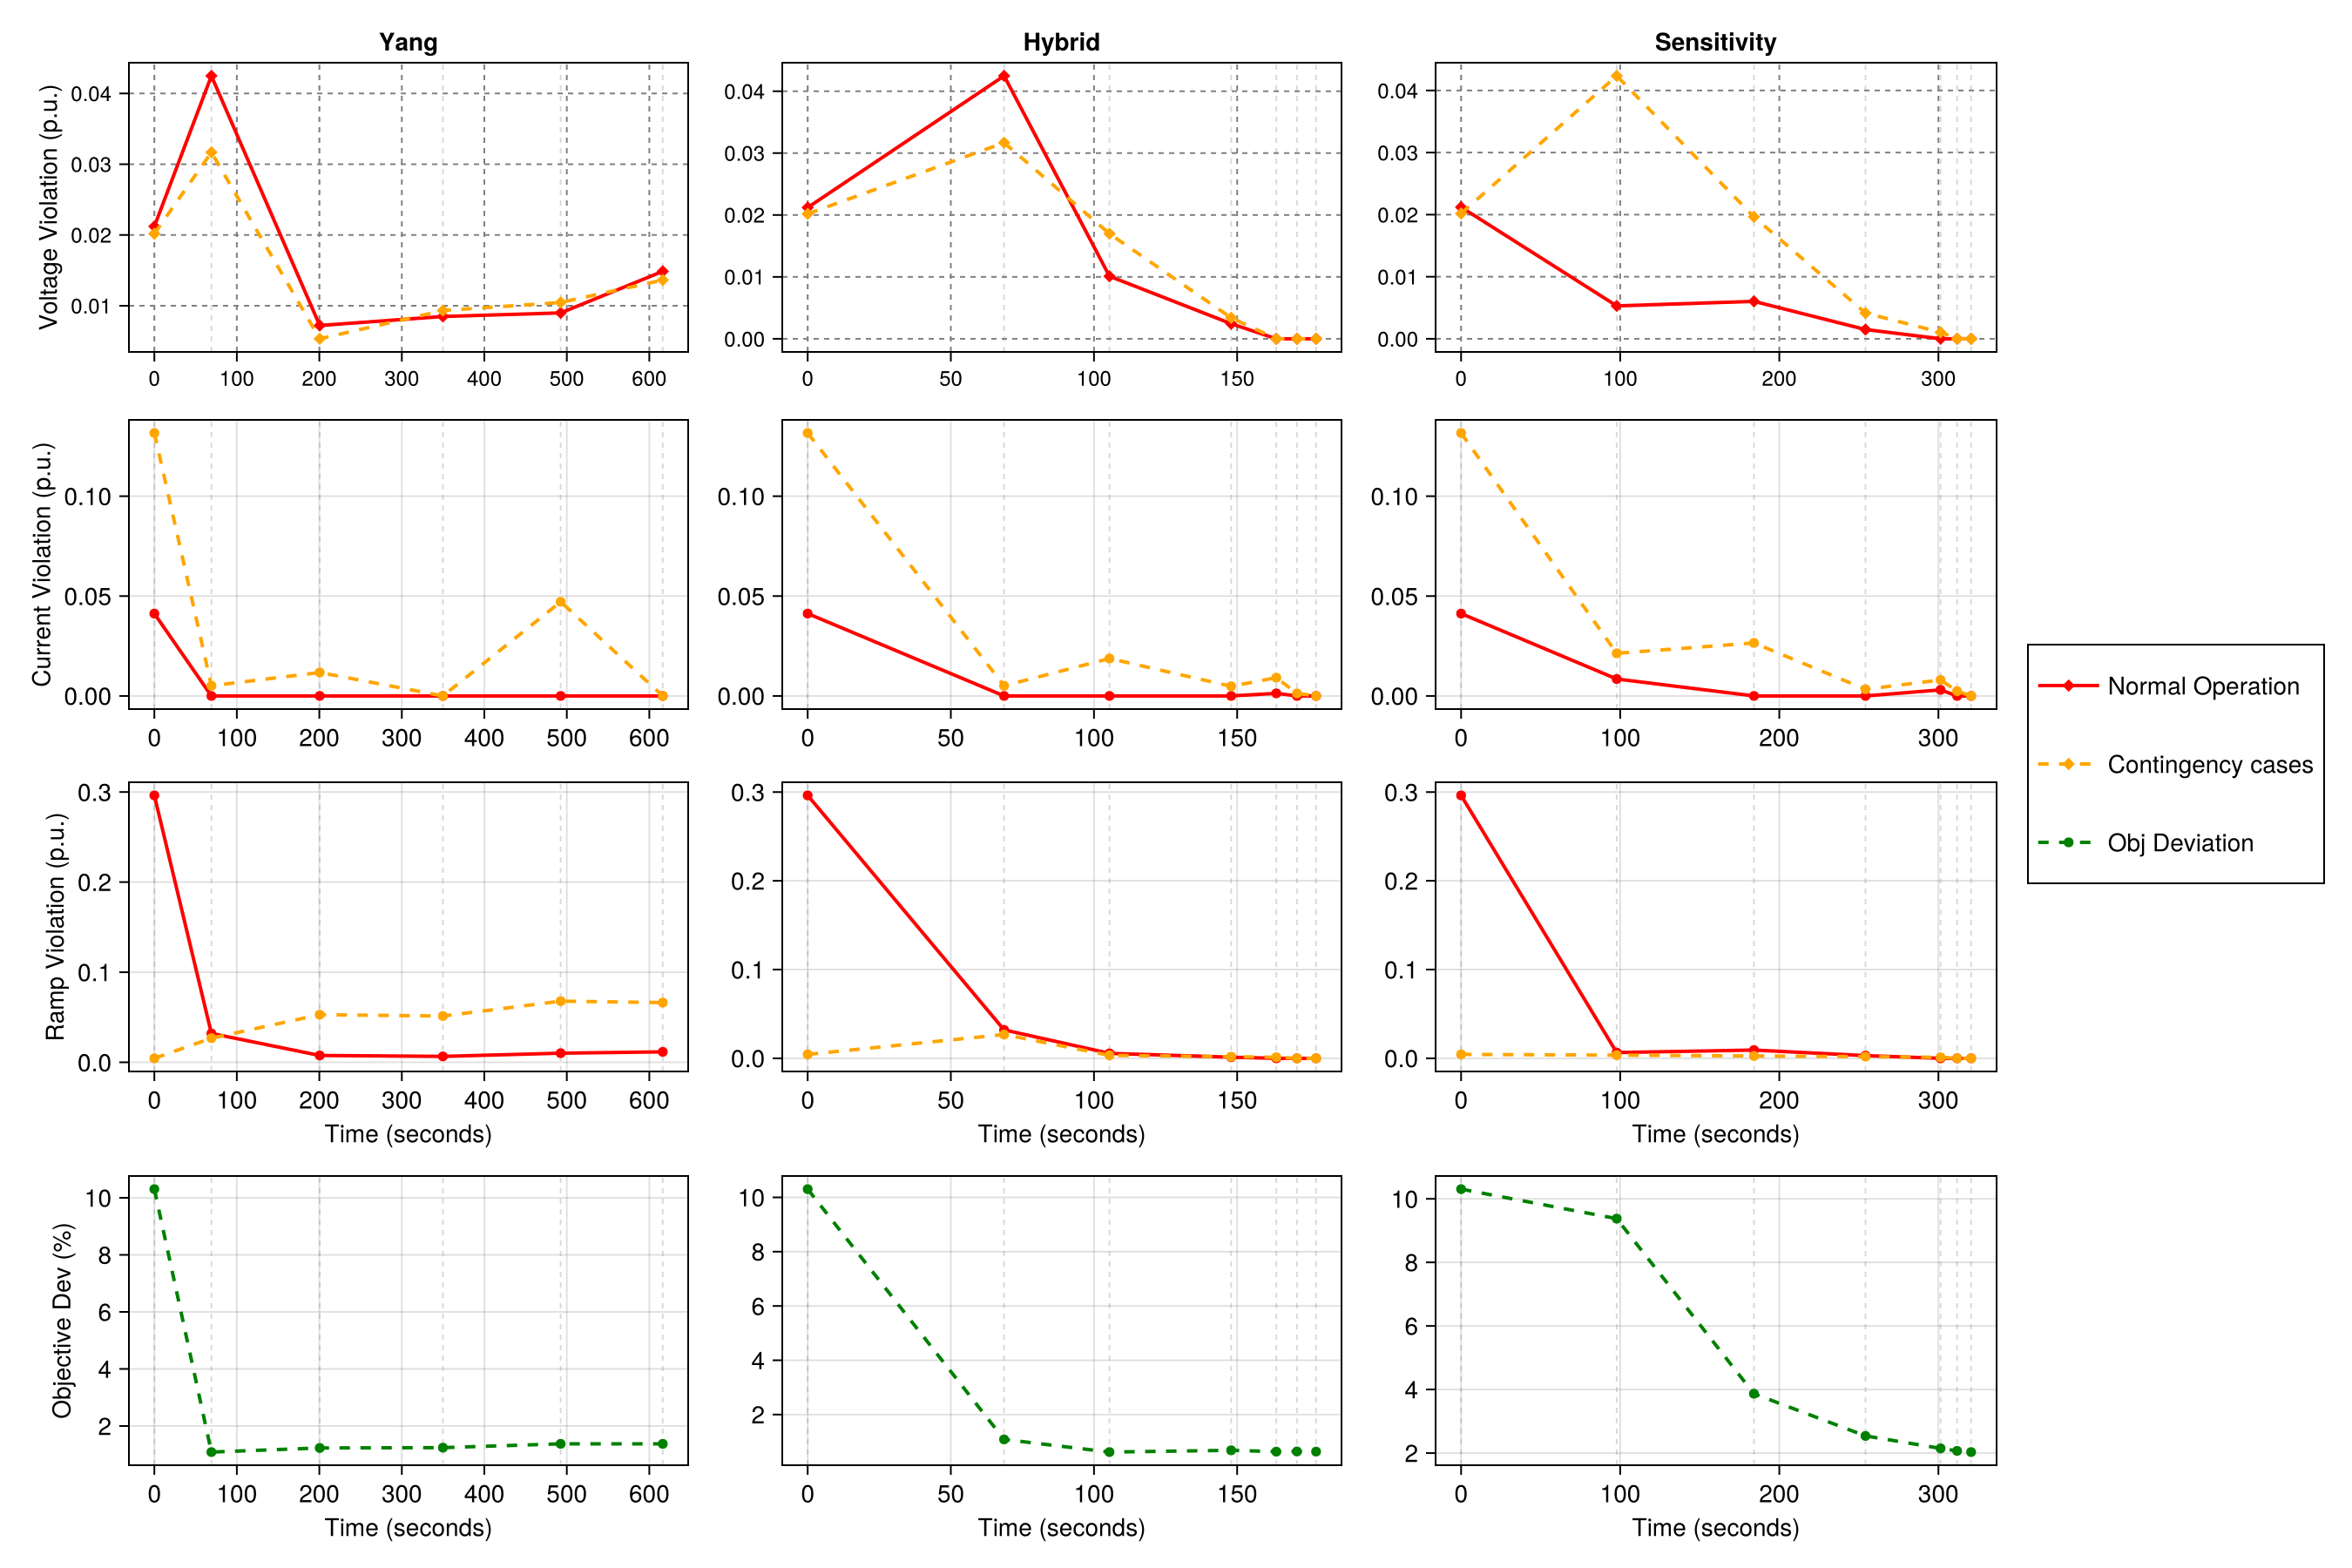 Yang
Hybrid
Sensitivity
Voltage Violation (p.u.)
0.04
0.03
0.02
0.01
0 100 200 300 400 500 600
0.04
0.03
0.02
0.01
0.00
0 50 100 150
0.04
0.03
0.02
0.01
0.00
0 100 200 300
Current Violation (p.u.)
0.10
0.05
0.00
0 100 200 300 400 500 600
0.10
0.05
0.00
0 50 100 150
0.10
0.05
0.00
0 100 200 300
Ramp Violation (p.u.)
0.3
0.2
0.1
0.0
0 100 200 300 400 500 600
Time (seconds)
0.3
0.2
0.1
0.0
0 50 100 150
Time (seconds)
0.3
0.2
0.1
0.0
0 100 200 300
Time (seconds)
Objective Dev (%)
10
8
6
4
2
0 100 200 300 400 500 600
Time (seconds)
10
8
6
4
2
0 50 100 150
Time (seconds)
10
8
6
4
2
0 100 200 300
Time (seconds)
Normal Operation
Contingency cases
Obj Deviation